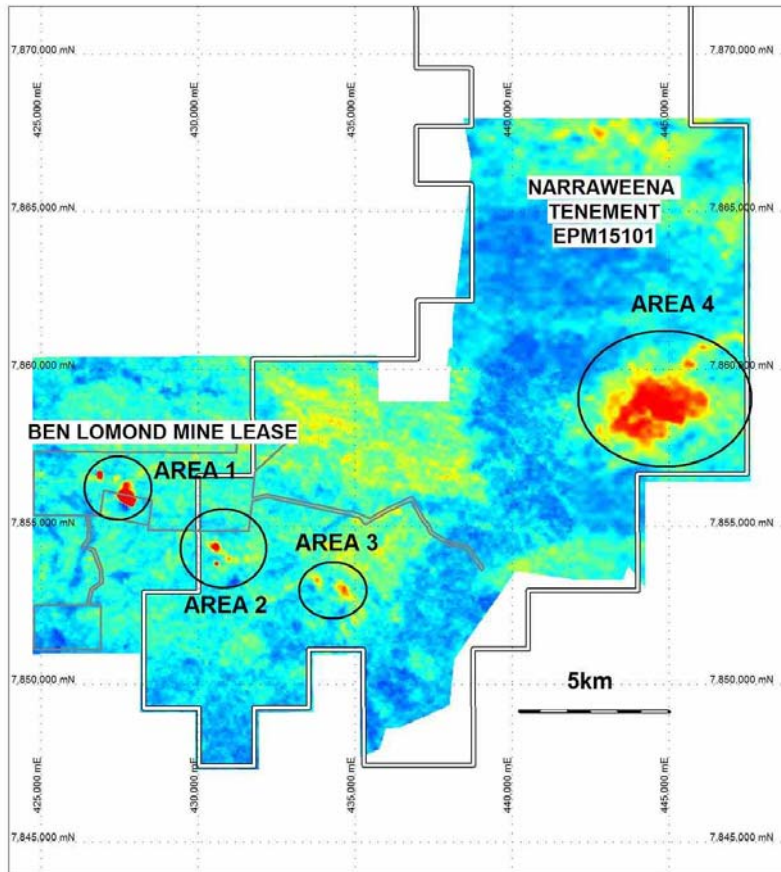 425,000 mE
430,000 mE
435,000 mE
440,000 mE
445,000 mE
7,870,000 mN
7,870,000 mN
NARRAWEENA
TENEMENT
EPM15101
7,865,000 mN
7,865,000 mN
AREA 4
7,860,000 mN
7,860,000 mN
BEN LOMOND MINE LEASE
AREA 1
7,855,000 mN
7,855,000 mN
AREA 3
AREA 2
5km
7,850,000 mN
7,850,000 mN
425,000 mE
430,000 mE
435,000 mE
440,000 mE
445,000 mE
7,845,000 mN
7,845,000 mN